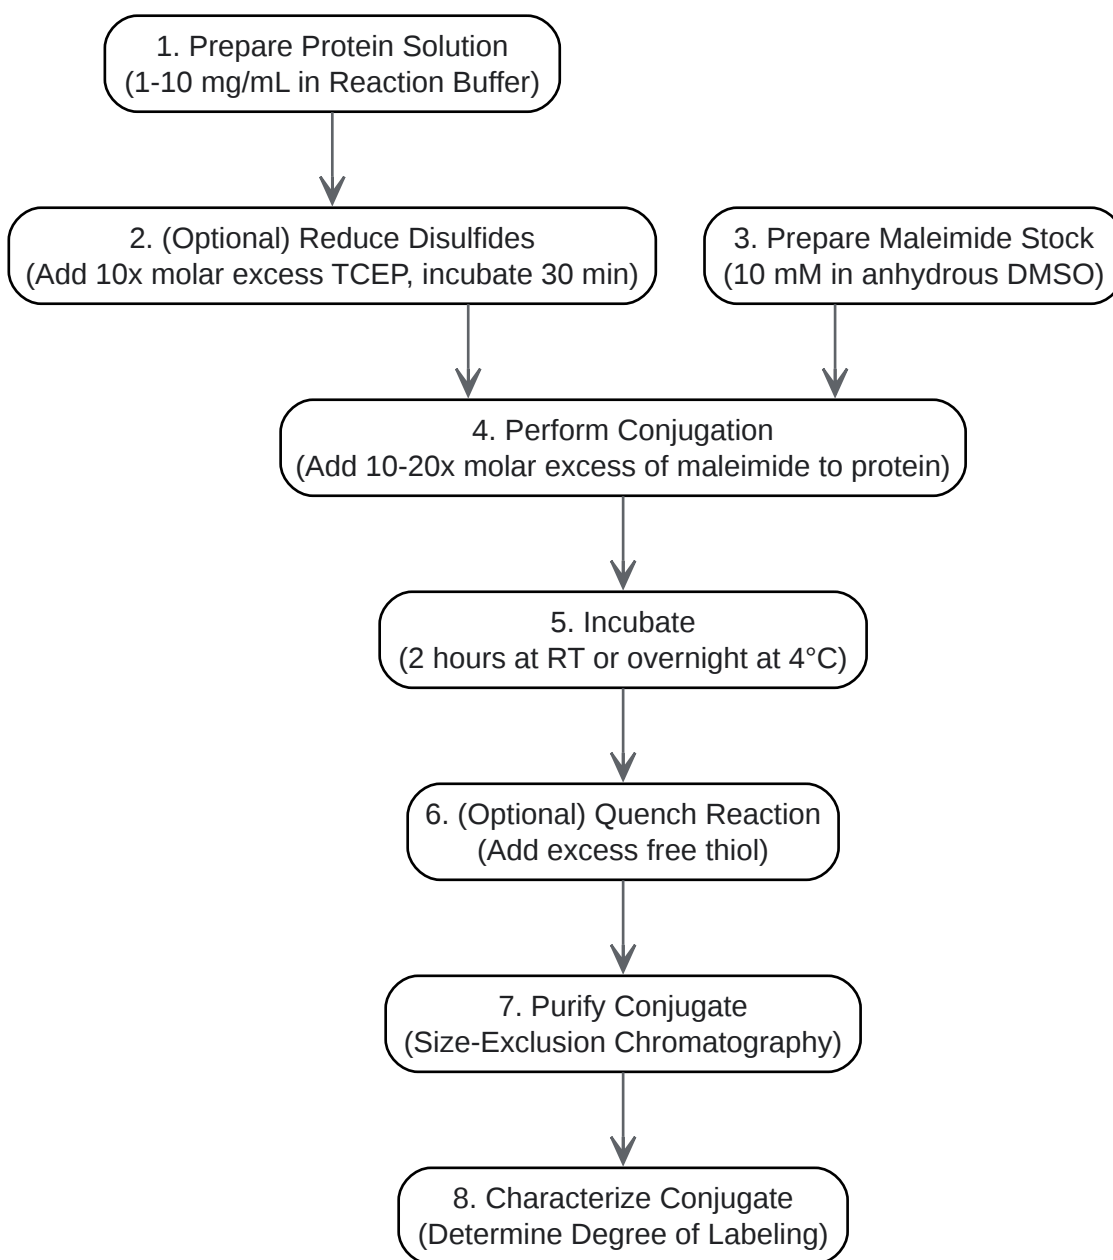 1. Prepare Protein Solution
(1-10 mg/mL in Reaction Buffer)
2. (Optional) Reduce Disulfides
(Add 10x molar excess TCEP, incubate 30 min)
3. Prepare Maleimide Stock
(10 mM in anhydrous DMSO)
4. Perform Conjugation
(Add 10-20x molar excess of maleimide to protein)
5. Incubate
(2 hours at RT or overnight at 4°C)
6. (Optional) Quench Reaction
(Add excess free thiol)
7. Purify Conjugate
(Size-Exclusion Chromatography)
8. Characterize Conjugate
(Determine Degree of Labeling)